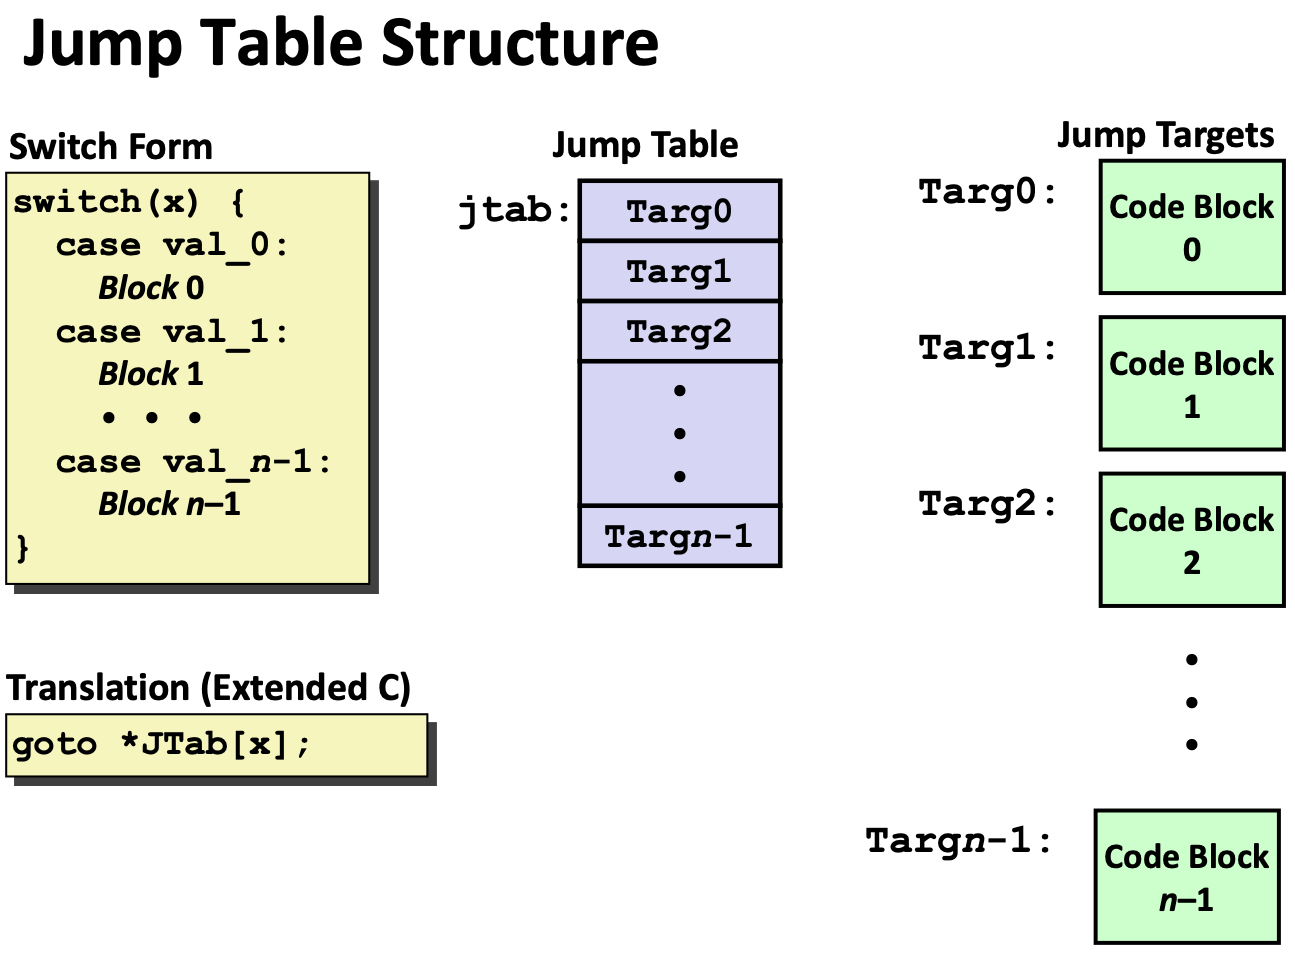 Jump Table Structure
Switch Form
switch(x) {
  case val_0:
    Block 0
  case val_1:
    Block 1
    • • •
  case val_n-1:
    Block n–1
}
Translation (Extended C)
goto *JTab[x];
Jump Table
jtab:
Targ0
Targ1
Targ2
•
•
•
Targn-1
Jump Targets
Targ0:
Code Block
0
Targ1:
Code Block
1
Targ2:
Code Block
2
•
•
•
Targn-1:
Code Block
n–1